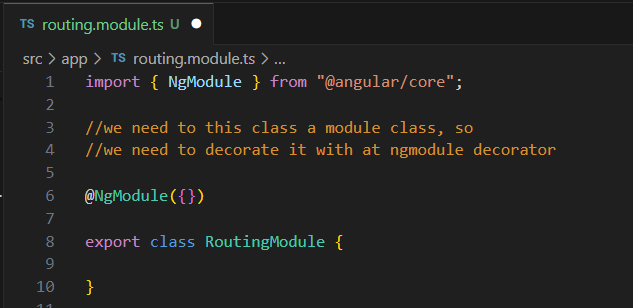 TS routing.module.ts U
src > app > TS routing.module.ts > ...
1 import { NgModule } from "@angular/core";
2
3 //we need to this class a module class, so
4 //we need to decorate it with at ngmodule decorator
5
6 @NgModule({})
7
8 export class RoutingModule {
9
10 }
11